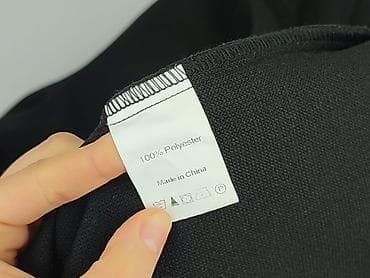 100% Polyester
Made in China
P